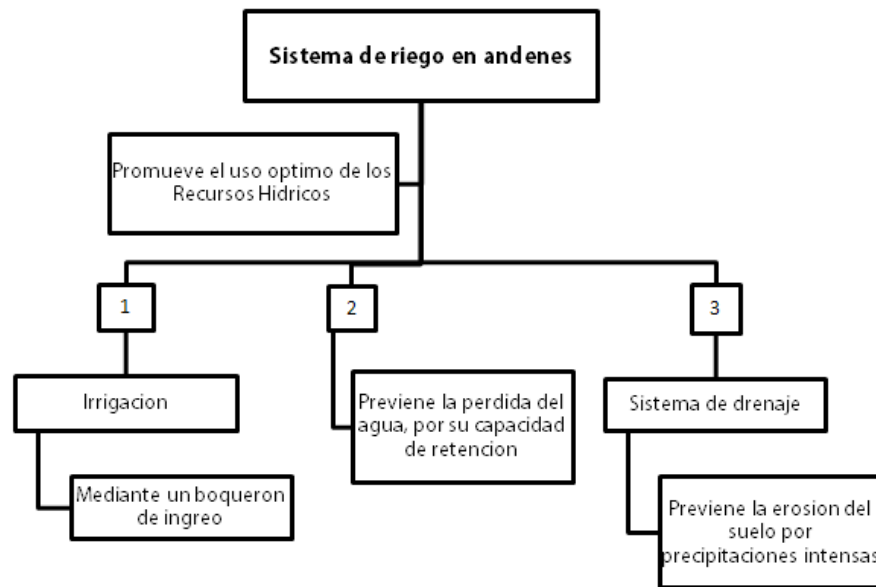 Sistema de riego en andenes
Promueve el uso optimo de los
Recursos Hidricos
1
2
3
Irrigacion
Mediante un boqueron
de ingreo
Previene la perdida del
agua, por su capacidad
de retencion
Sistema de drenaje
Previene la erosion del
suelo por
precipitaciones intensas